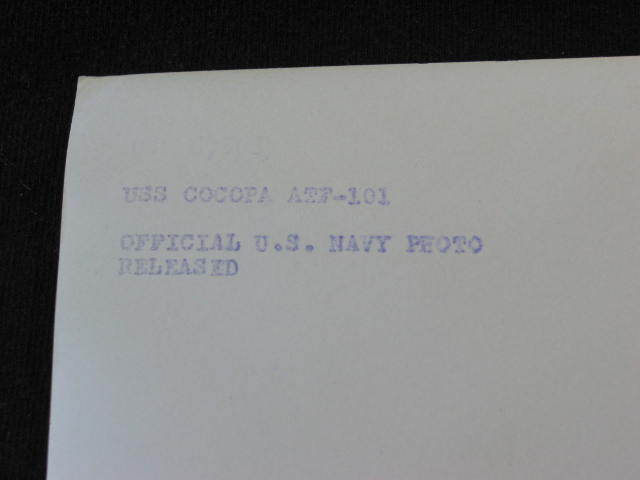 USS COCOPA ATF-101
OFFICIAL U.S. NAVY PHOTO
RELEASED